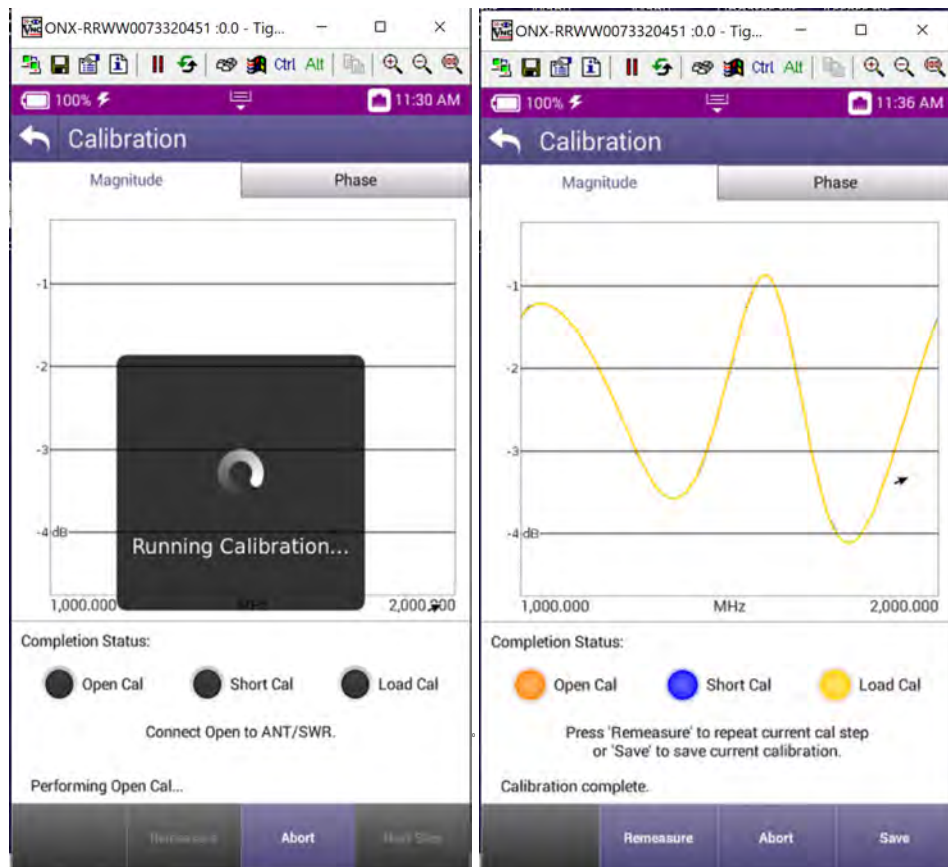 ONX-RRWW0073320451 :0.0 - Tig...
Ctrl Alt
100% 11:30 AM
Calibration
Magnitude Phase
-1
-2
-3
-4 dB
Running Calibration...
1,000.000 MHz 2,000.000
Completion Status:
Open Cal Short Cal Load Cal
Connect Open to ANT/SWR.
Performing Open Cal...
Remeasure Abort Next Step
ONX-RRWW0073320451 :0.0 - Tig...
Ctrl Alt
100% 11:36 AM
Calibration
Magnitude Phase
-1
-2
-3
-4 dB
1,000.000 MHz 2,000.000
Completion Status:
Open Cal Short Cal Load Cal
Press 'Remeasure' to repeat current cal step
or 'Save' to save current calibration.
Calibration complete.
Remeasure Abort Save